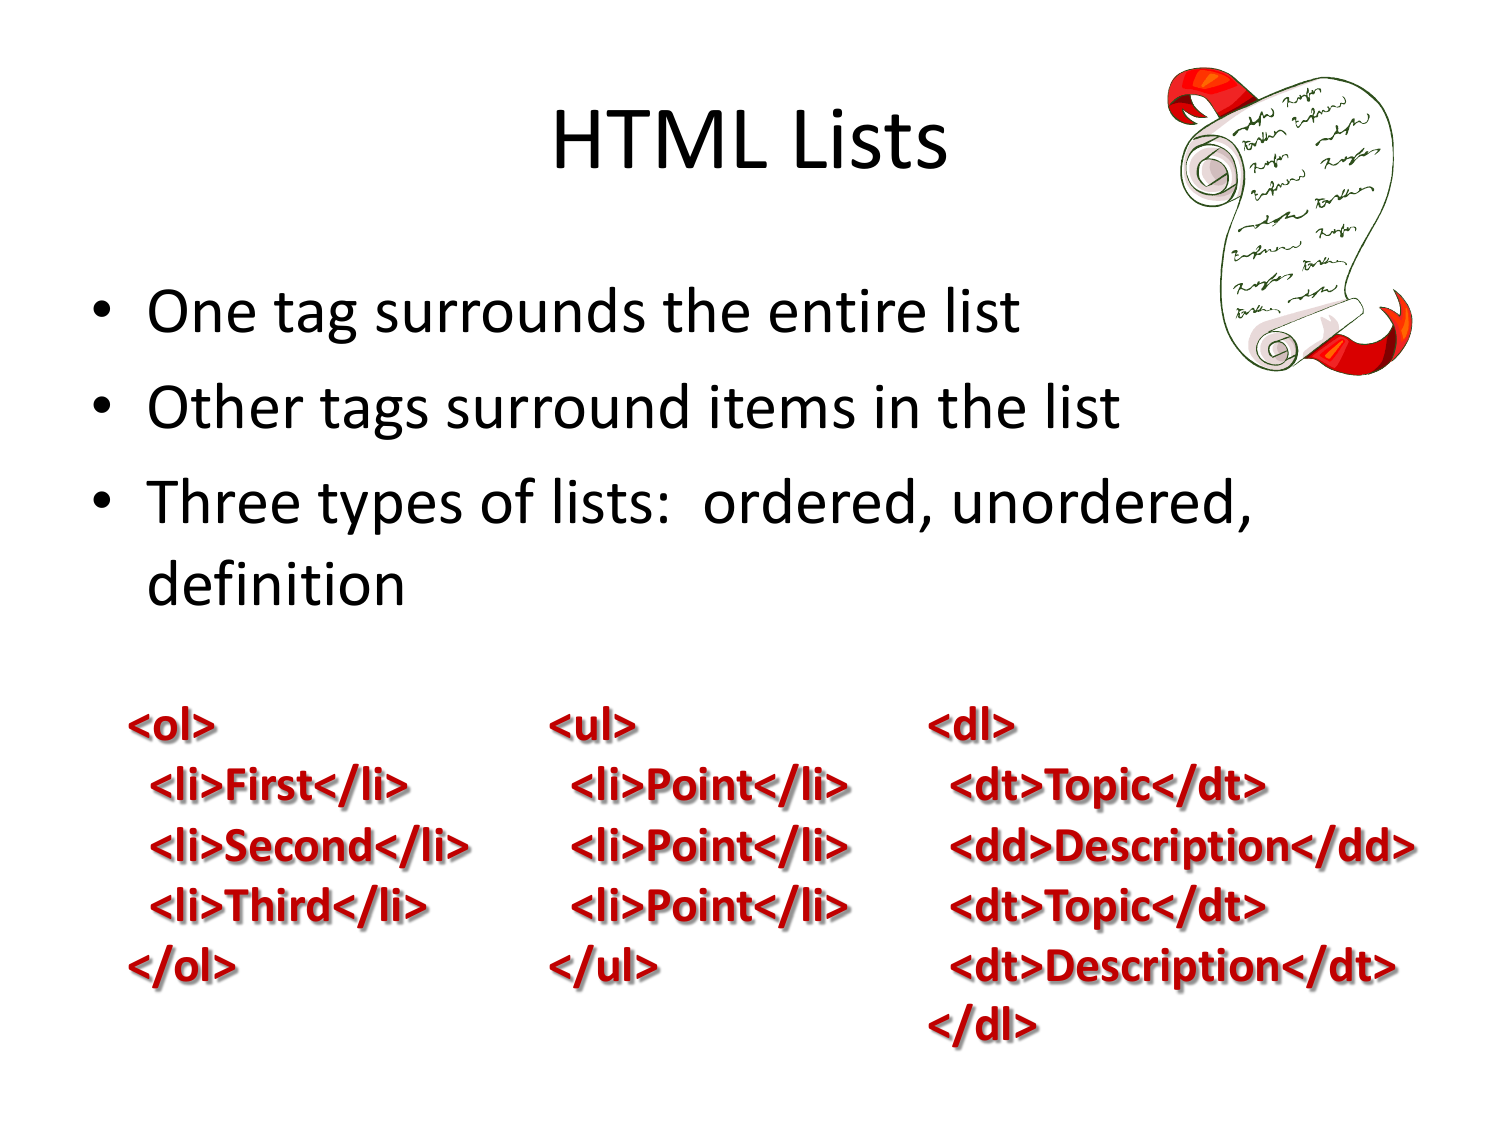 HTML Lists
• One tag surrounds the entire list
• Other tags surround items in the list
• Three types of lists:  ordered, unordered,
definition
<ol>
  <li>First</li>
  <li>Second</li>
  <li>Third</li>
</ol>
<ul>
  <li>Point</li>
  <li>Point</li>
  <li>Point</li>
</ul>
<dl>
  <dt>Topic</dt>
  <dd>Description</dd>
  <dt>Topic</dt>
  <dt>Description</dt>
</dl>